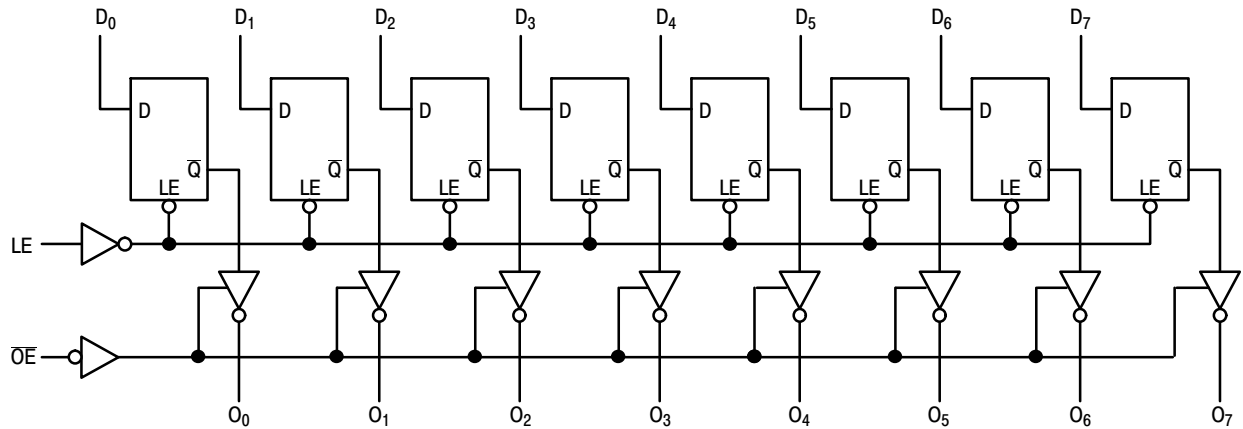 D₀ D₁ D₂ D₃ D₄ D₅ D₆ D₇
D D D D D D D D
Q̅ Q̅ Q̅ Q̅ Q̅ Q̅ Q̅ Q̅
LE LE LE LE LE LE LE LE
LE
O̅E̅
O₀ O₁ O₂ O₃ O₄ O₅ O₆ O₇